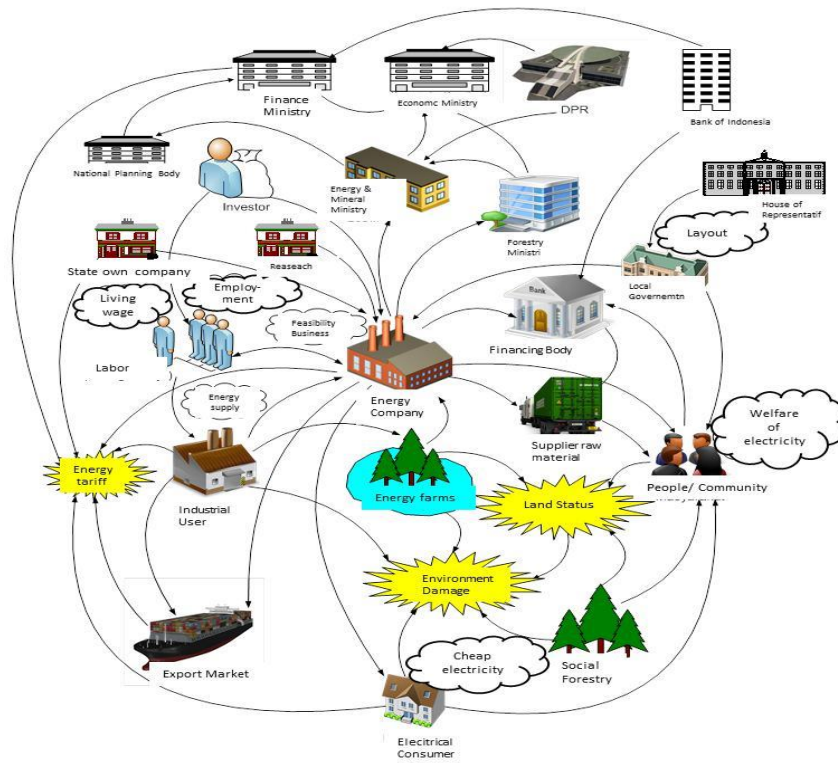 Finance
Ministry
Economc Ministry
DPR
Bank of Indonesia
National Planning Body
Investor
Energy &
Mineral Ministry
Forestry
Ministri
House of
Representatif
Layout
State own company
Reaseach
Local
Governemtn
Living
wage
Employ-
ment
Feasibility
Business
Bank
Financing Body
Labor
Energy
Company
Energy
supply
Supplier raw
material
Welfare
of
electricity
Energy
tariff
Industrial
User
Energy farms
Land Status
People/ Community
Environment
Damage
Export Market
Cheap
electricity
Social
Forestry
Elecitrical
Consumer